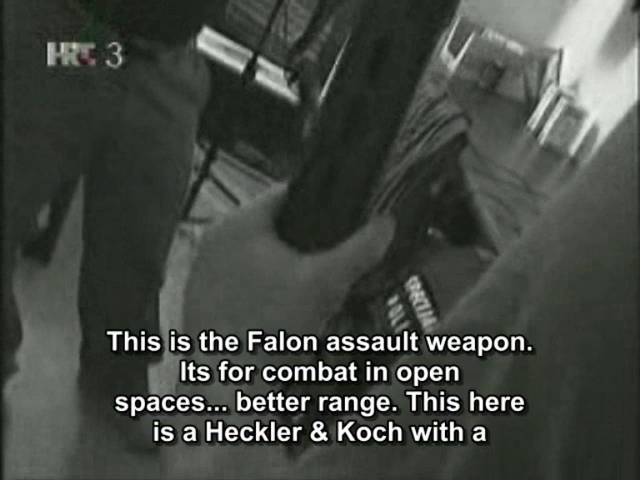 HRT 3
SPECIAL
This is the Falon assault weapon.
Its for combat in open
spaces... better range. This here
is a Heckler & Koch with a